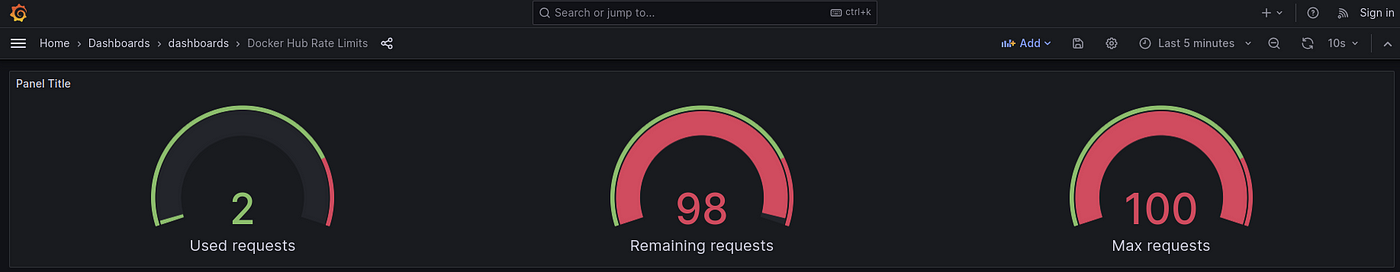 Search or jump to... ctrl+k Sign in
Home › Dashboards › dashboards › Docker Hub Rate Limits Add Last 5 minutes 10s
Panel Title
2 98 100
Used requests Remaining requests Max requests